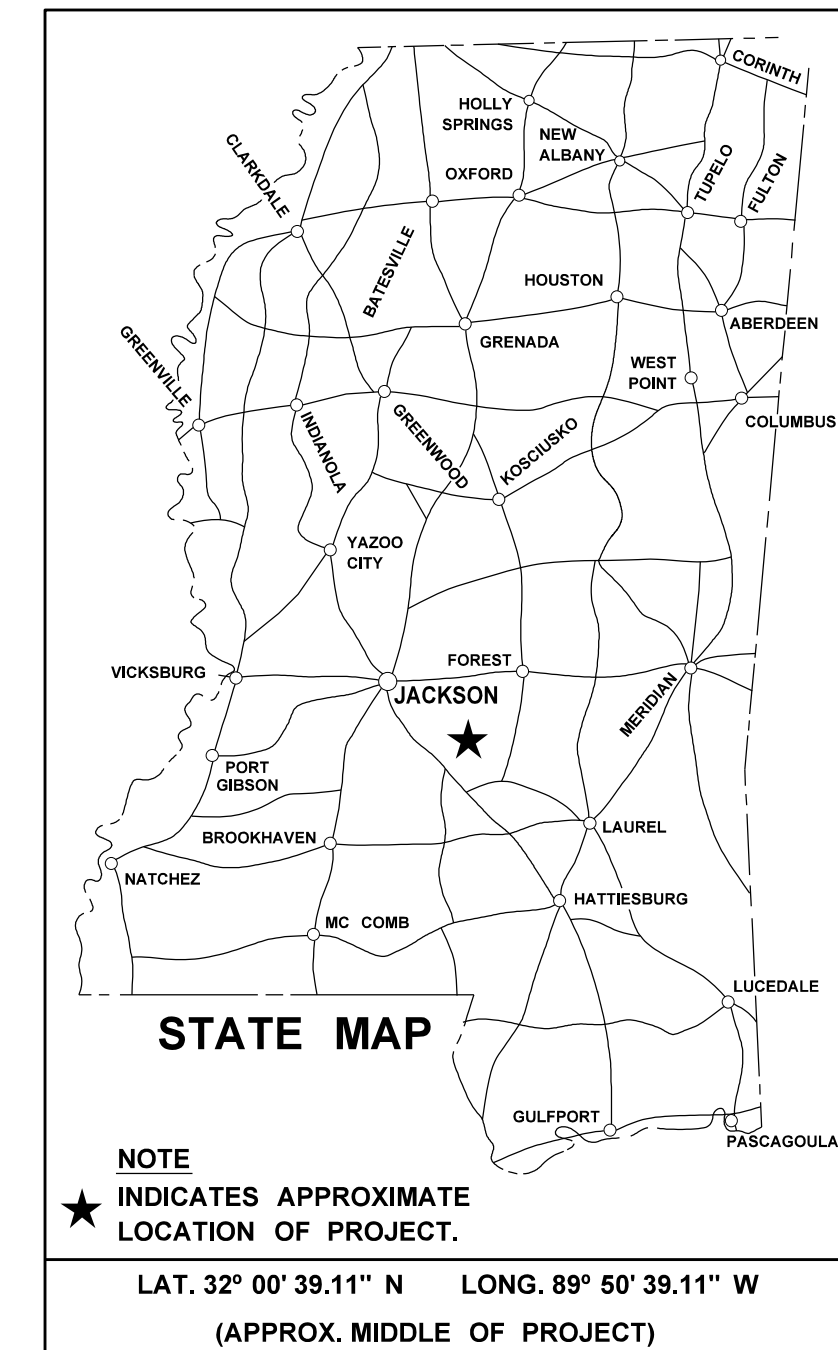 CORINTH
HOLLY
SPRINGS
NEW
ALBANY
CLARKDALE
OXFORD
TUPELO
FULTON
BATESVILLE
HOUSTON
ABERDEEN
GREENVILLE
GRENADA
WEST
POINT
COLUMBUS
INDIANOLA
GREENWOOD
KOSCIUSKO
YAZOO
CITY
VICKSBURG
FOREST
JACKSON
MERIDIAN
PORT
GIBSON
BROOKHAVEN
LAUREL
NATCHEZ
HATTIESBURG
MC COMB
LUCEDALE
STATE MAP
GULFPORT
PASCAGOULA
NOTE
INDICATES APPROXIMATE
LOCATION OF PROJECT.
LAT. 32º 00' 39.11" N LONG. 89º 50' 39.11" W
(APPROX. MIDDLE OF PROJECT)